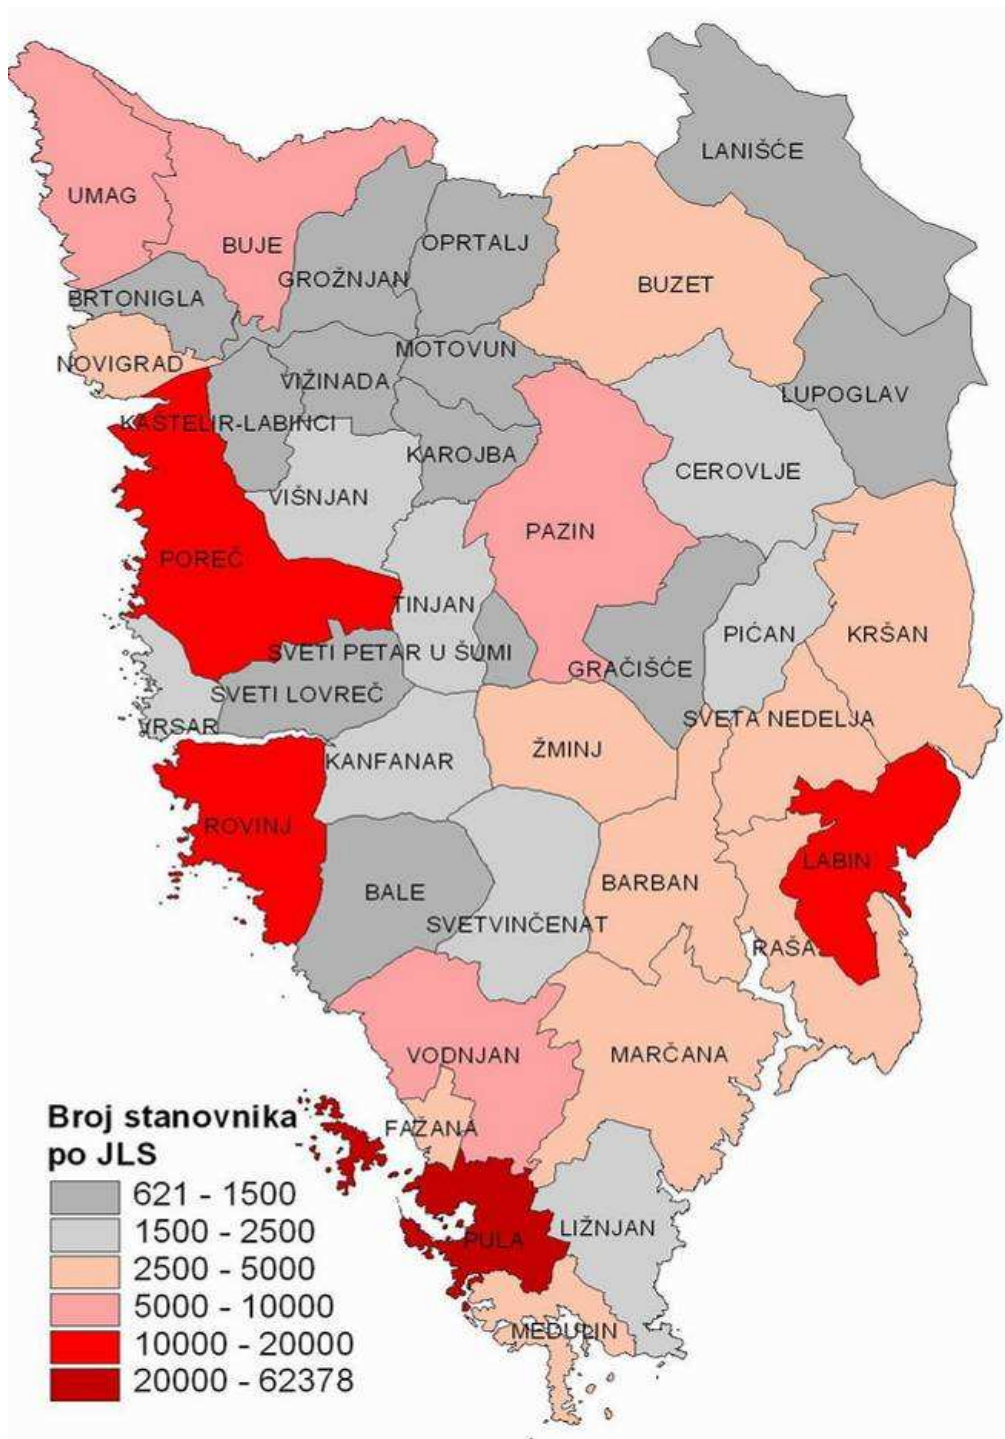 LANIŠĆE
UMAG
BUJE
OPRTALJ
GROŽNJAN
BUZET
BRTONIGLA
MOTOVUN
NOVIGRAD
VIŽINADA
LUPOGLAV
KAŠTELIR-LABINCI
KAROJBA
CEROVLJE
VIŠNJAN
PAZIN
POREČ
TINJAN
PIĆAN
KRŠAN
SVETI PETAR U ŠUMI
GRAČIŠĆE
SVETI LOVREČ
SVETA NEDELJA
VRSAR
ŽMINJ
KANFANAR
ROVINJ
LABIN
BARBAN
BALE
SVETVINČENAT
RAŠA
VODNJAN
MARČANA
FAŽANA
LIŽNJAN
PULA
MEDULIN
Broj stanovnika
po JLS
621 - 1500
1500 - 2500
2500 - 5000
5000 - 10000
10000 - 20000
20000 - 62378